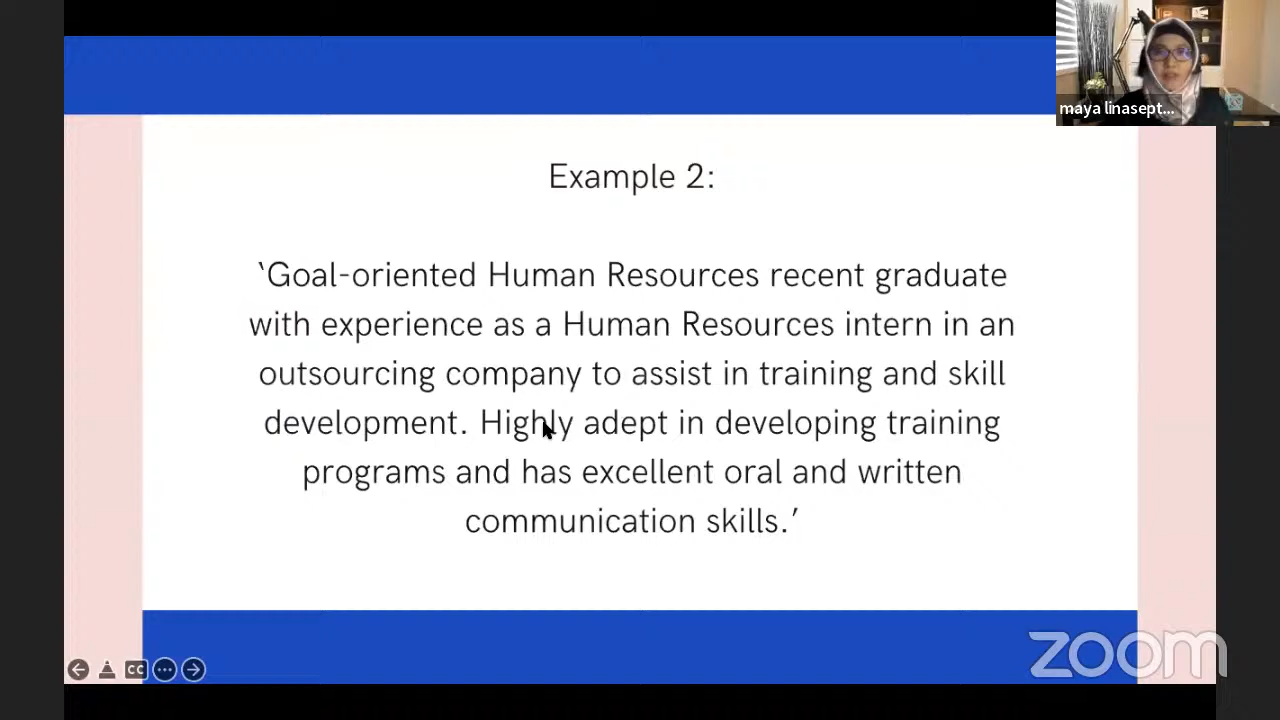 maya linasept...
Example 2:
‘Goal-oriented Human Resources recent graduate
with experience as a Human Resources intern in an
outsourcing company to assist in training and skill
development. Highly adept in developing training
programs and has excellent oral and written
communication skills.’
CC
zoom